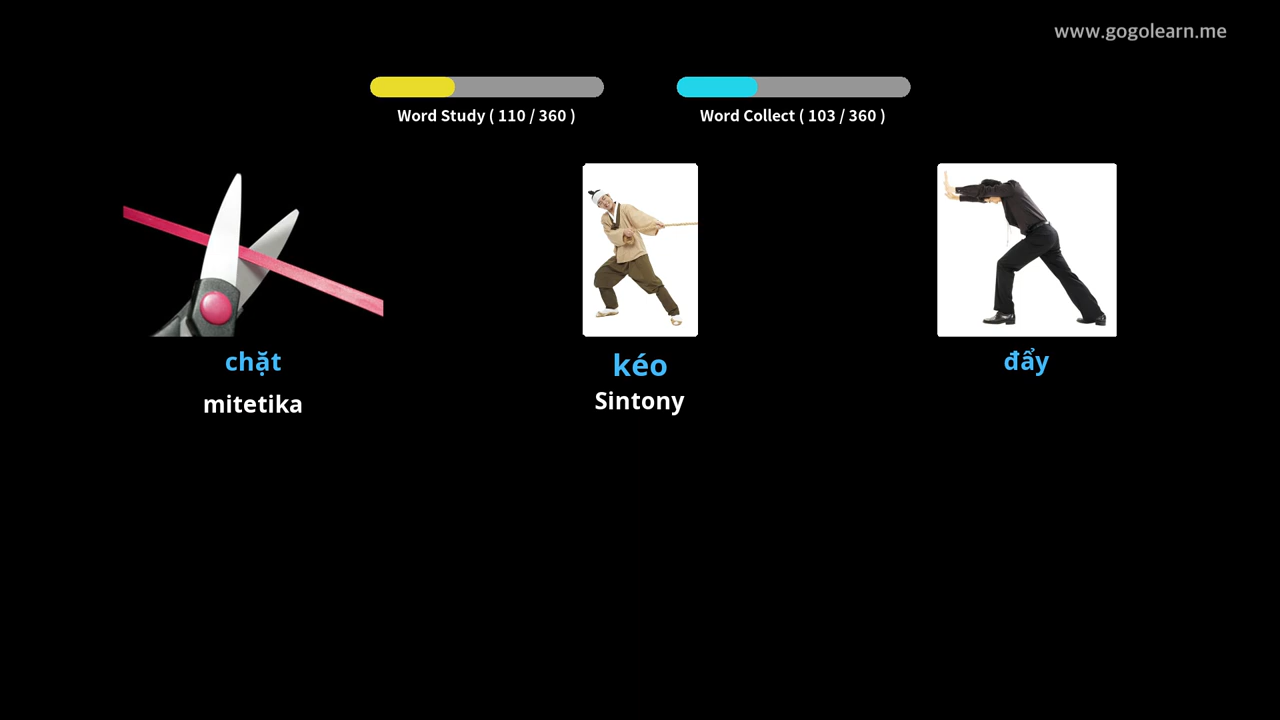 www.gogolearn.me
Word Study ( 110 / 360 )
Word Collect ( 103 / 360 )
chặt
kéo
đẩy
mitetika
Sintony